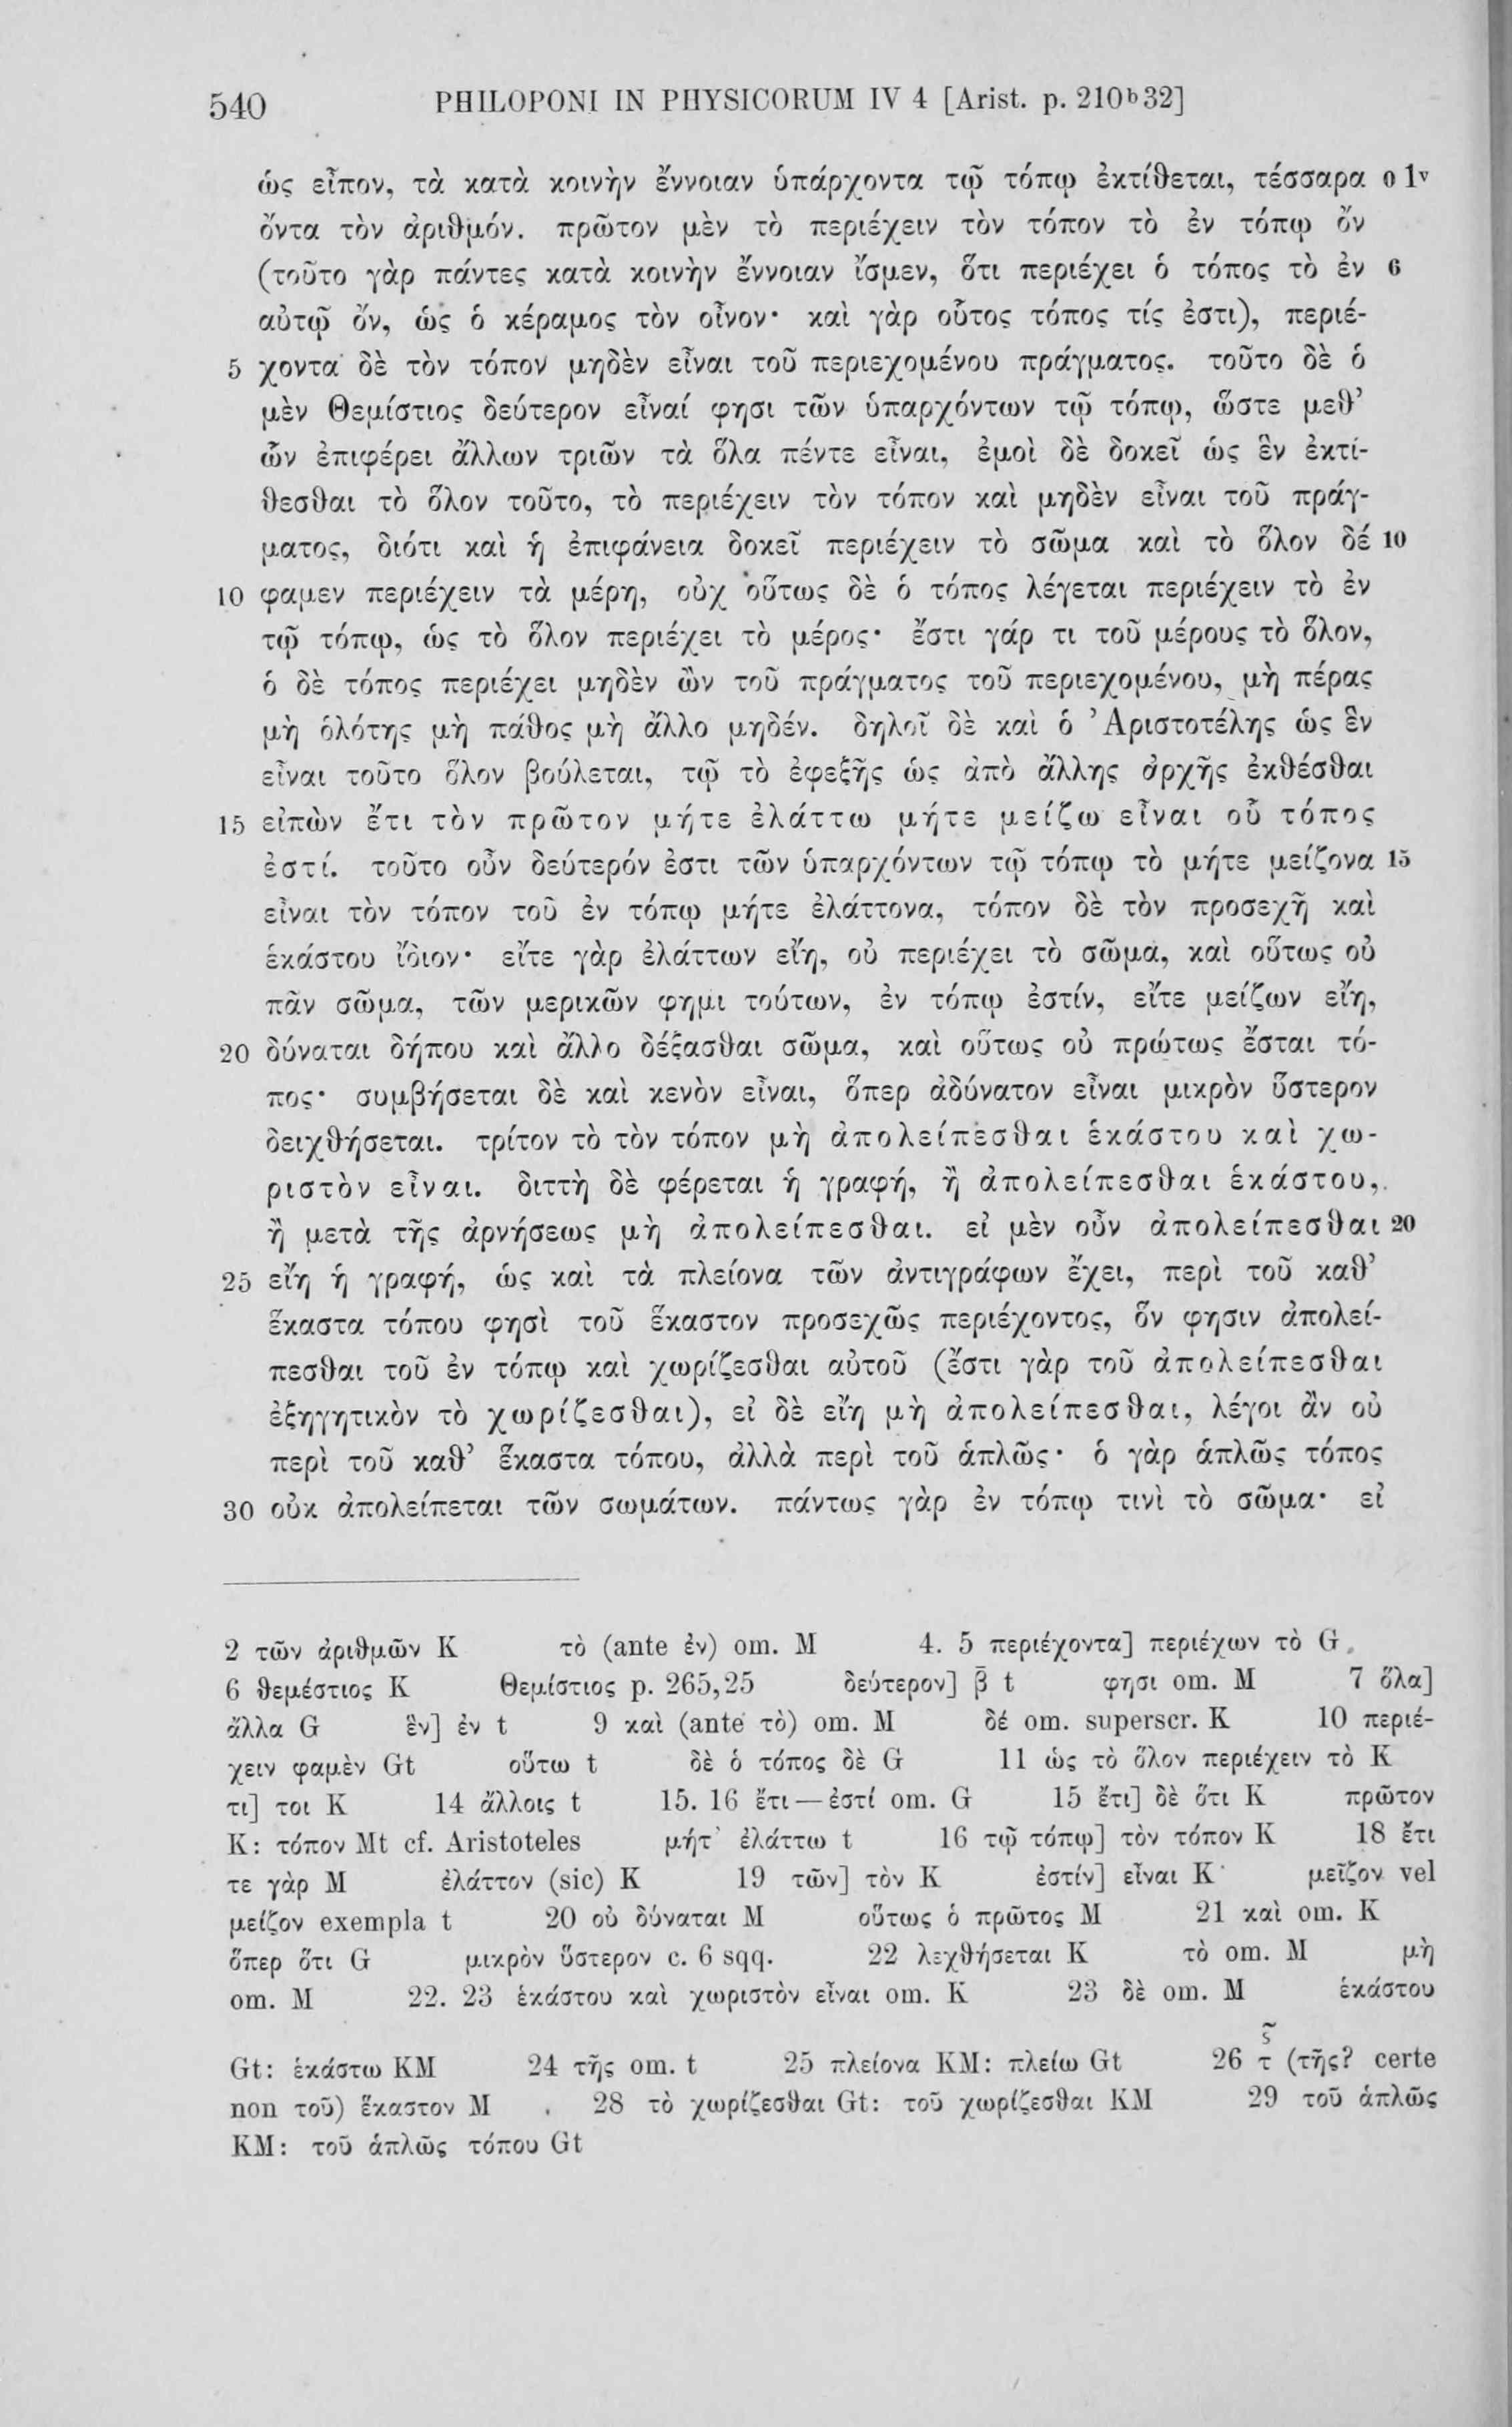 540 PHILOPONI IN PHYSICORUM IV 4 [Arist. p. 210ᵇ32]
ὡς εἶπον, τὰ κατὰ κοινὴν ἔννοιαν ὑπάρχοντα τῷ τόπῳ ἐκτίθεται, τέσσαρα o 1ᵛ
ὄντα τὸν ἀριθμόν. πρῶτον μὲν τὸ περιέχειν τὸν τόπον τὸ ἐν τόπῳ ὄν
(τοῦτο γὰρ πάντες κατὰ κοινὴν ἔννοιαν ἴσμεν, ὅτι περιέχει ὁ τόπος τὸ ἐν 6
αὐτῷ ὄν, ὡς ὁ κέραμος τὸν οἶνον· καὶ γὰρ οὗτος τόπος τίς ἐστι), περιέ-
5 χοντα δὲ τὸν τόπον μηδὲν εἶναι τοῦ περιεχομένου πράγματος. τοῦτο δὲ ὁ
μὲν Θεμίστιος δεύτερον εἶναί φησι τῶν ὑπαρχόντων τῷ τόπῳ, ὥστε μεθ’
ὧν ἐπιφέρει ἄλλων τριῶν τὰ ὅλα πέντε εἶναι, ἐμοὶ δὲ δοκεῖ ὡς ἓν ἐκτί-
θεσθαι τὸ ὅλον τοῦτο, τὸ περιέχειν τὸν τόπον καὶ μηδὲν εἶναι τοῦ πράγ-
ματος, διότι καὶ ἡ ἐπιφάνεια δοκεῖ περιέχειν τὸ σῶμα καὶ τὸ ὅλον δέ 10
10 φαμεν περιέχειν τὰ μέρη, οὐχ οὕτως δὲ ὁ τόπος λέγεται περιέχειν τὸ ἐν
τῷ τόπῳ, ὡς τὸ ὅλον περιέχει τὸ μέρος· ἔστι γάρ τι τοῦ μέρους τὸ ὅλον,
ὁ δὲ τόπος περιέχει μηδὲν ὢν τοῦ πράγματος τοῦ περιεχομένου, μὴ πέρας
μὴ ὁλότης μὴ πάθος μὴ ἄλλο μηδέν. δηλοῖ δὲ καὶ ὁ Ἀριστοτέλης ὡς ἓν
εἶναι τοῦτο ὅλον βούλεται, τῷ τὸ ἐφεξῆς ὡς ἀπὸ ἄλλης ἀρχῆς ἐκθέσθαι
15 εἰπὼν ἔτι τὸν πρῶτον μήτε ἐλάττω μήτε μείζω εἶναι οὗ τόπος
ἐστί. τοῦτο οὖν δεύτερόν ἐστι τῶν ὑπαρχόντων τῷ τόπῳ τὸ μήτε μείζονα 15
εἶναι τὸν τόπον τοῦ ἐν τόπῳ μήτε ἐλάττονα, τόπον δὲ τὸν προσεχῆ καὶ
ἑκάστου ἴδιον· εἴτε γὰρ ἐλάττων εἴη, οὐ περιέχει τὸ σῶμα, καὶ οὕτως οὐ
πᾶν σῶμα, τῶν μερικῶν φημι τούτων, ἐν τόπῳ ἐστίν, εἴτε μείζων εἴη,
20 δύναται δήπου καὶ ἄλλο δέξασθαι σῶμα, καὶ οὕτως οὐ πρώτως ἔσται τό-
πος· συμβήσεται δὲ καὶ κενὸν εἶναι, ὅπερ ἀδύνατον εἶναι μικρὸν ὕστερον
δειχθήσεται. τρίτον τὸ τὸν τόπον μὴ ἀπολείπεσθαι ἑκάστου καὶ χω-
ριστὸν εἶναι. διττὴ δὲ φέρεται ἡ γραφή, ἢ ἀπολείπεσθαι ἑκάστου,
ἢ μετὰ τῆς ἀρνήσεως μὴ ἀπολείπεσθαι. εἰ μὲν οὖν ἀπολείπεσθαι 20
25 εἴη ἡ γραφή, ὡς καὶ τὰ πλείονα τῶν ἀντιγράφων ἔχει, περὶ τοῦ καθ’
ἕκαστα τόπου φησὶ τοῦ ἕκαστον προσεχῶς περιέχοντος, ὅν φησιν ἀπολεί-
πεσθαι τοῦ ἐν τόπῳ καὶ χωρίζεσθαι αὐτοῦ (ἔστι γὰρ τοῦ ἀπολείπεσθαι
ἐξηγητικὸν τὸ χωρίζεσθαι), εἰ δὲ εἴη μὴ ἀπολείπεσθαι, λέγοι ἂν οὐ
περὶ τοῦ καθ’ ἕκαστα τόπου, ἀλλὰ περὶ τοῦ ἁπλῶς· ὁ γὰρ ἁπλῶς τόπος
30 οὐκ ἀπολείπεται τῶν σωμάτων. πάντως γὰρ ἐν τόπῳ τινὶ τὸ σῶμα· εἰ
2 τῶν ἀριθμῶν K τὸ (ante ἐν) om. M 4. 5 περιέχοντα] περιέχων τὸ G
6 θεμέστιος K Θεμίστιος p. 265,25 δεύτερον] β̄ t φησι om. M 7 ὅλα]
ἄλλα G ἓν] ἐν t 9 καὶ (ante τὸ) om. M δέ om. superscr. K 10 περιέ-
χειν φαμὲν Gt οὕτω t δὲ ὁ τόπος δὲ G 11 ὡς τὸ ὅλον περιέχειν τὸ K
τι] τοι K 14 ἄλλοις t 15. 16 ἔτι — ἐστί om. G 15 ἔτι] δὲ ὅτι K πρῶτον
K: τόπον Mt cf. Aristoteles μήτ’ ἐλάττω t 16 τῷ τόπῳ] τὸν τόπον K 18 ἔτι
τε γὰρ M ἐλάττον (sic) K 19 τῶν] τὸν K ἐστίν] εἶναι K μεῖζον vel
μείζον exempla t 20 οὐ δύναται M οὕτως ὁ πρῶτος M 21 καὶ om. K
ὅπερ ὅτι G μικρὸν ὕστερον c. 6 sqq. 22 λεχθήσεται K τὸ om. M μὴ
om. M 22. 23 ἑκάστου καὶ χωριστὸν εἶναι om. K 23 δὲ om. M ἑκάστου
Gt: ἑκάστω KM 24 τῆς om. t 25 πλείονα KM: πλείω Gt 26 τς͂ (τῆς? certe
non τοῦ) ἕκαστον M 28 τὸ χωρίζεσθαι Gt: τοῦ χωρίζεσθαι KM 29 τοῦ ἁπλῶς
KM: τοῦ ἁπλῶς τόπου Gt